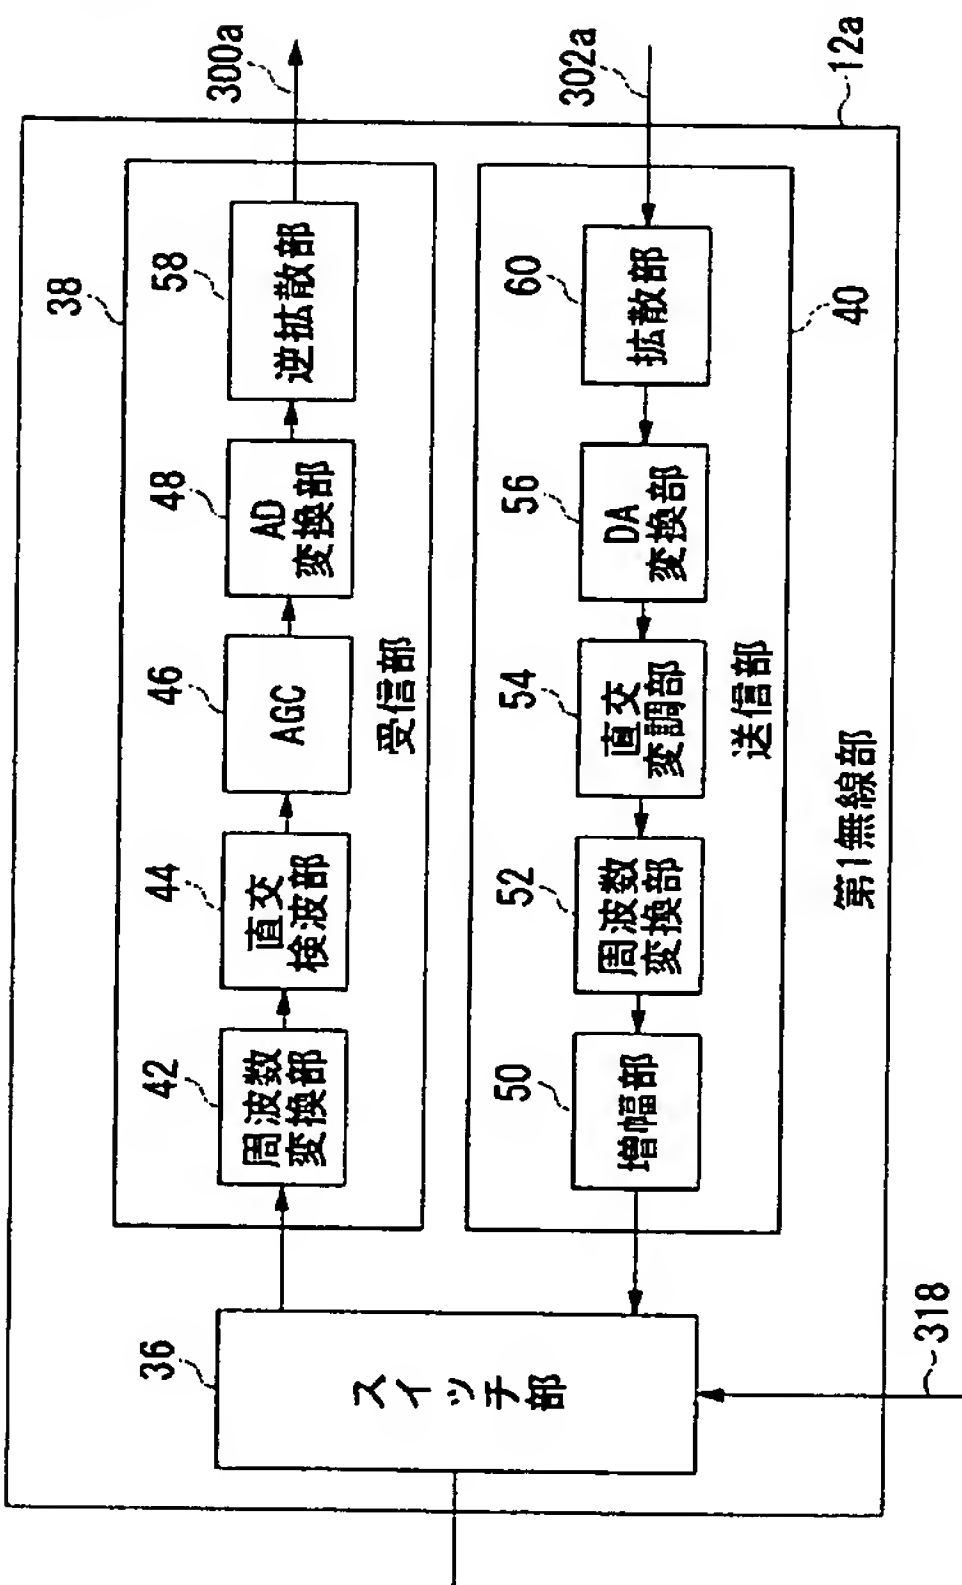 38
42
周波数
変換部
44
直交
検波部
46
AGC
48
AD
変換部
58
逆拡散部
300a
受信部
36
スイッチ部
50
増幅部
52
周波数
変換部
54
直交
変調部
56
DA
変換部
60
拡散部
302a
送信部
40
第1無線部
12a
318